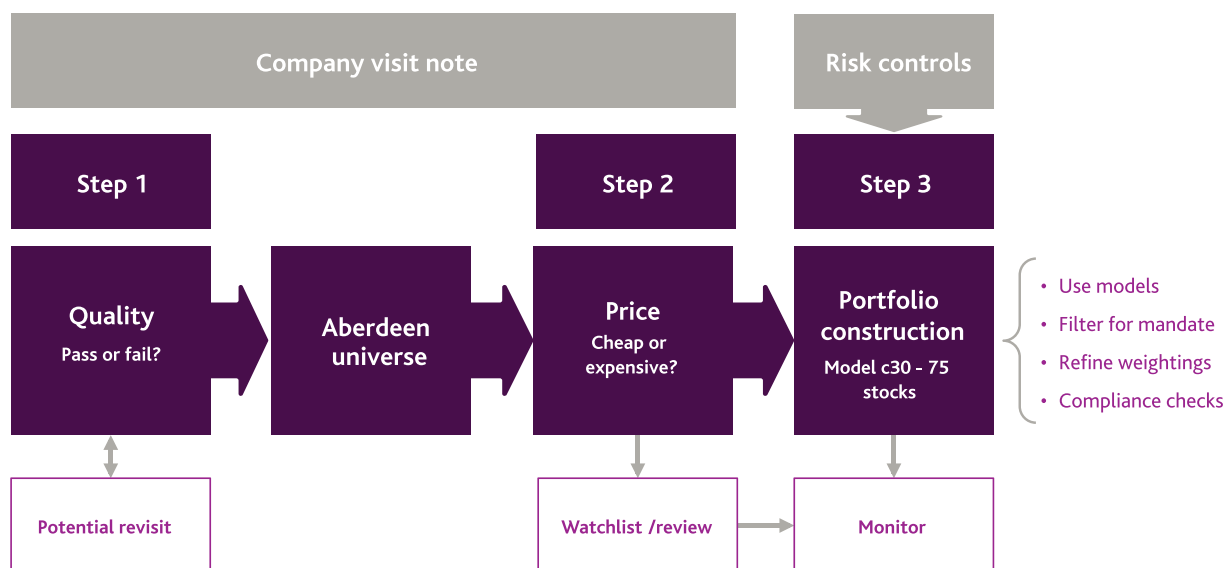 Company visit note
Risk controls
Step 1
Step 2
Step 3
Quality
Pass or fail?
Aberdeen
universe
Price
Cheap or
expensive?
Portfolio
construction
Model c30 - 75
stocks
• Use models
• Filter for mandate
• Refine weightings
• Compliance checks
Potential revisit
Watchlist /review
Monitor